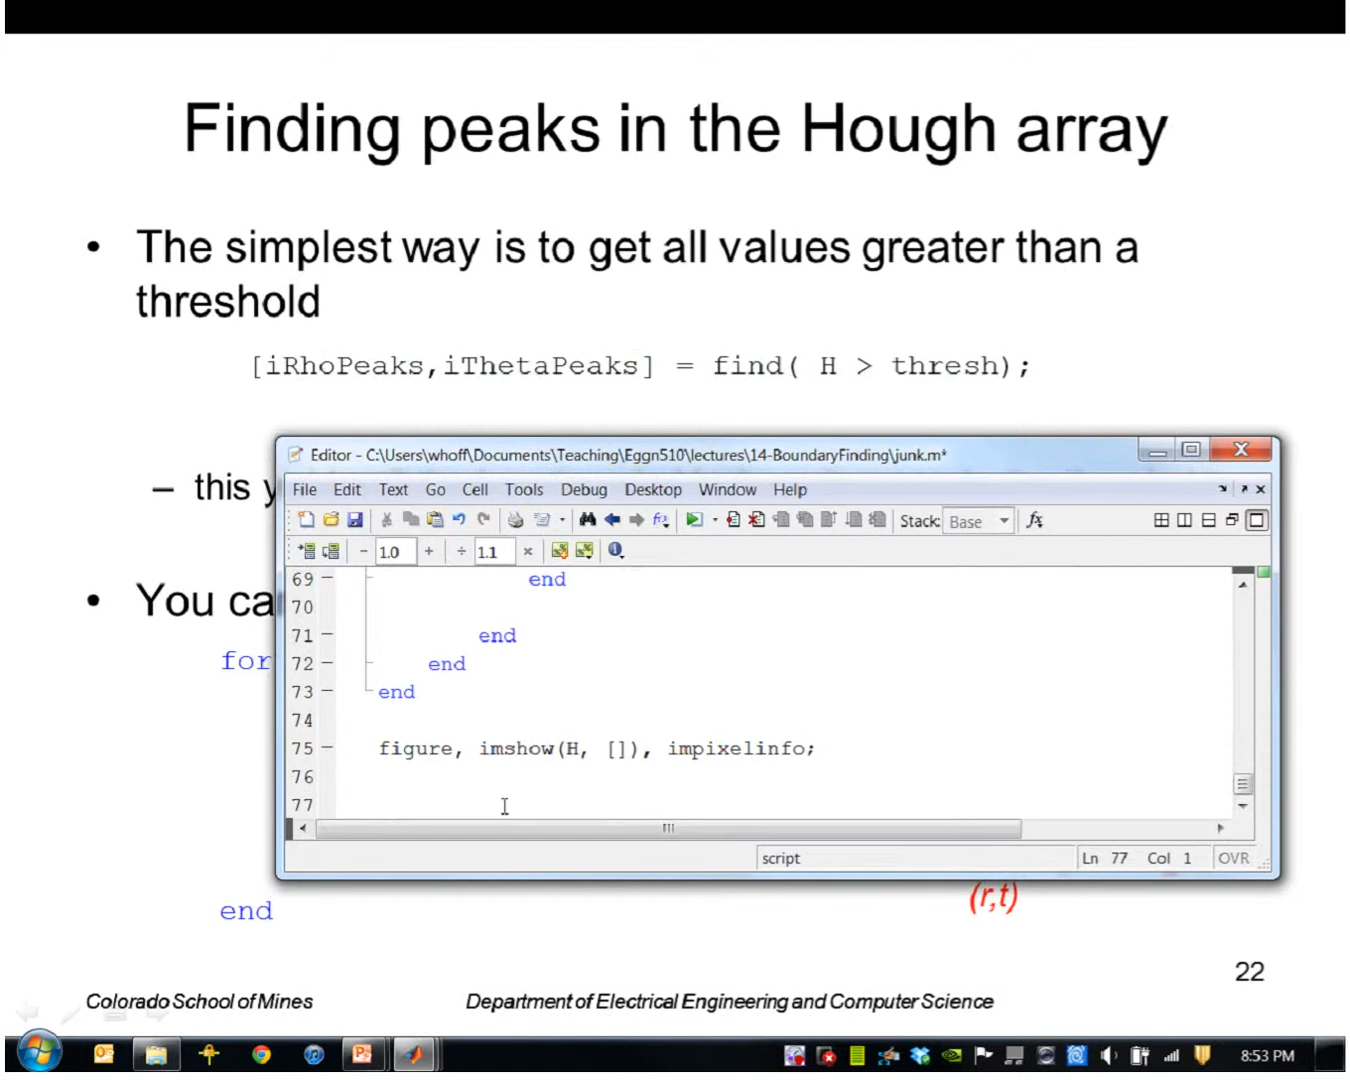 Finding peaks in the Hough array
• The simplest way is to get all values greater than a
threshold
[iRhoPeaks,iThetaPeaks] = find( H > thresh);
– this y
• You ca
for
end
(r,t)
Editor - C:\Users\whoff\Documents\Teaching\Eggn510\lectures\14-BoundaryFinding\junk.m*
File Edit Text Go Cell Tools Debug Desktop Window Help
Stack: Base fx
− 1.0 + ÷ 1.1 ×
69 – end
70
71 – end
72 – end
73 – end
74
75 – figure, imshow(H, []), impixelinfo;
76
77
script Ln 77 Col 1 OVR
22
Colorado School of Mines Department of Electrical Engineering and Computer Science
8:53 PM